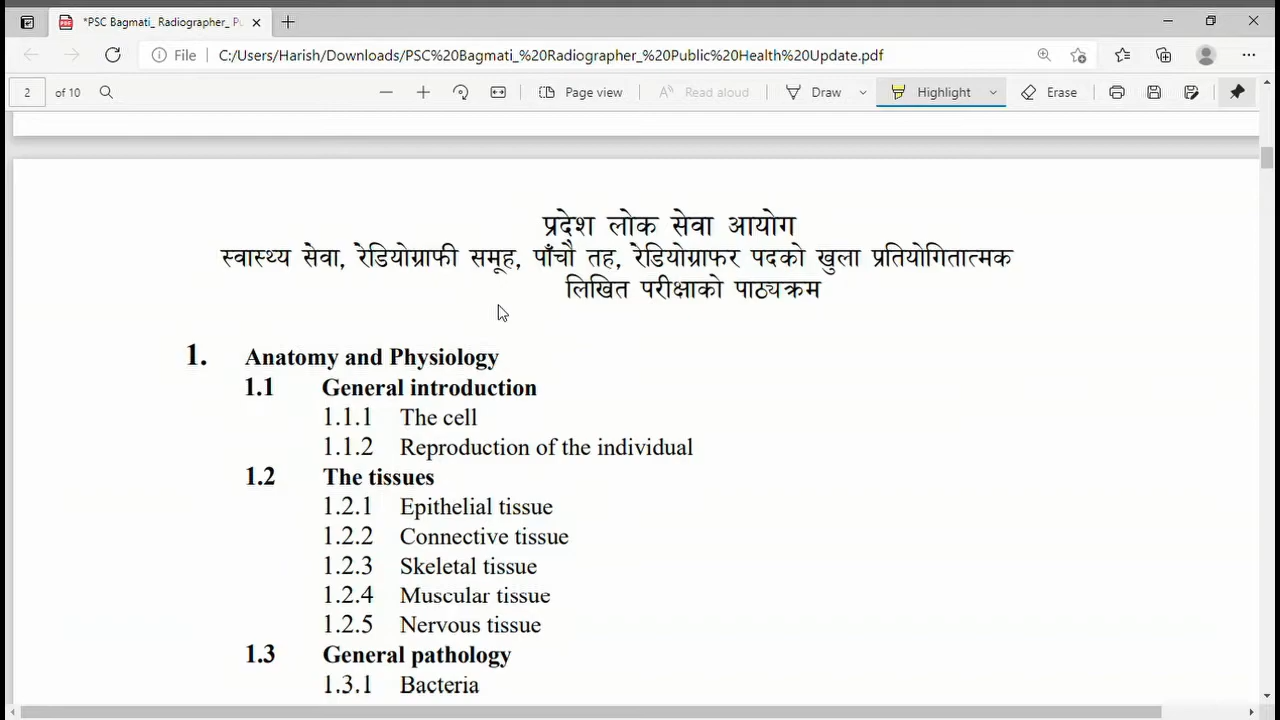 *PSC Bagmati_ Radiographer_ Pu
File C:/Users/Harish/Downloads/PSC%20Bagmati_%20Radiographer_%20Public%20Health%20Update.pdf
2 of 10 Page view Read aloud Draw Highlight Erase
प्रदेश लोक सेवा आयोग
स्वास्थ्य सेवा, रेडियोग्राफी समूह, पाँचौ तह, रेडियोग्राफर पदको खुला प्रतियोगितात्मक
लिखित परीक्षाको पाठ्यक्रम
1. Anatomy and Physiology
1.1 General introduction
1.1.1 The cell
1.1.2 Reproduction of the individual
1.2 The tissues
1.2.1 Epithelial tissue
1.2.2 Connective tissue
1.2.3 Skeletal tissue
1.2.4 Muscular tissue
1.2.5 Nervous tissue
1.3 General pathology
1.3.1 Bacteria